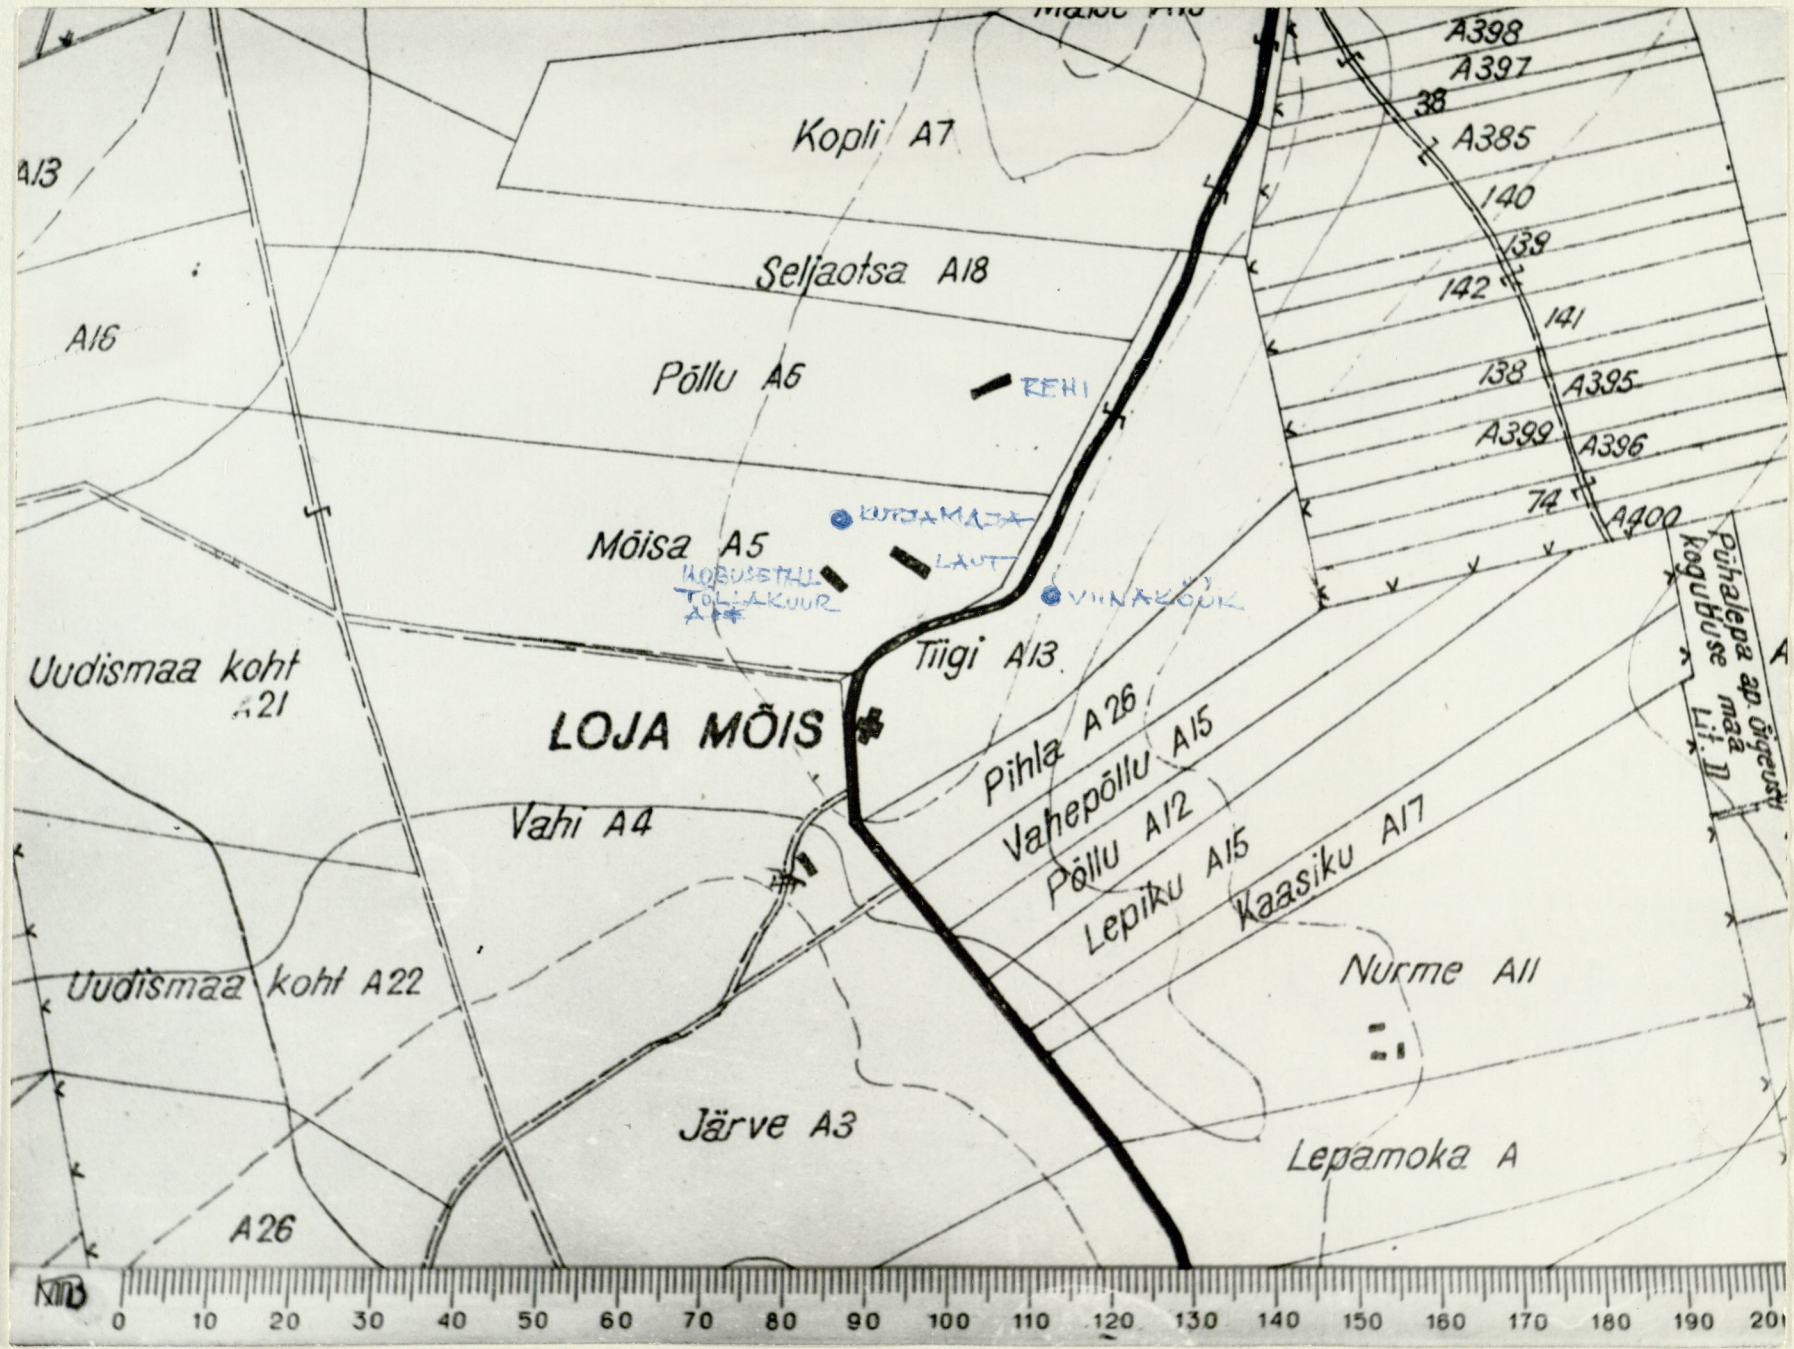 A398
A397
38
Kopli A7
A385
A13
140
139
Seljaotsa A18
142
141
A16
Põllu A6
REHI
138
A395
A399
A396
74
A400
KUTJAMAJA
Mõisa A5
LAUT
TÕLLAKUUR
VIINAKÖÖK
Pühalepa ap. õigeusu
koguduse maa
Lit. D
Tiigi A13
Uudismaa koht
A21
LOJA MÕIS
Pihla A26
Vahepõllu A15
Vahi A4
Põllu A12
Lepiku A15
Kaasiku A17
Nurme A11
Uudismaa koht A22
Järve A3
Lepamoka A
A26
0 10 20 30 40 50 60 70 80 90 100 110 120 130 140 150 160 170 180 190 20